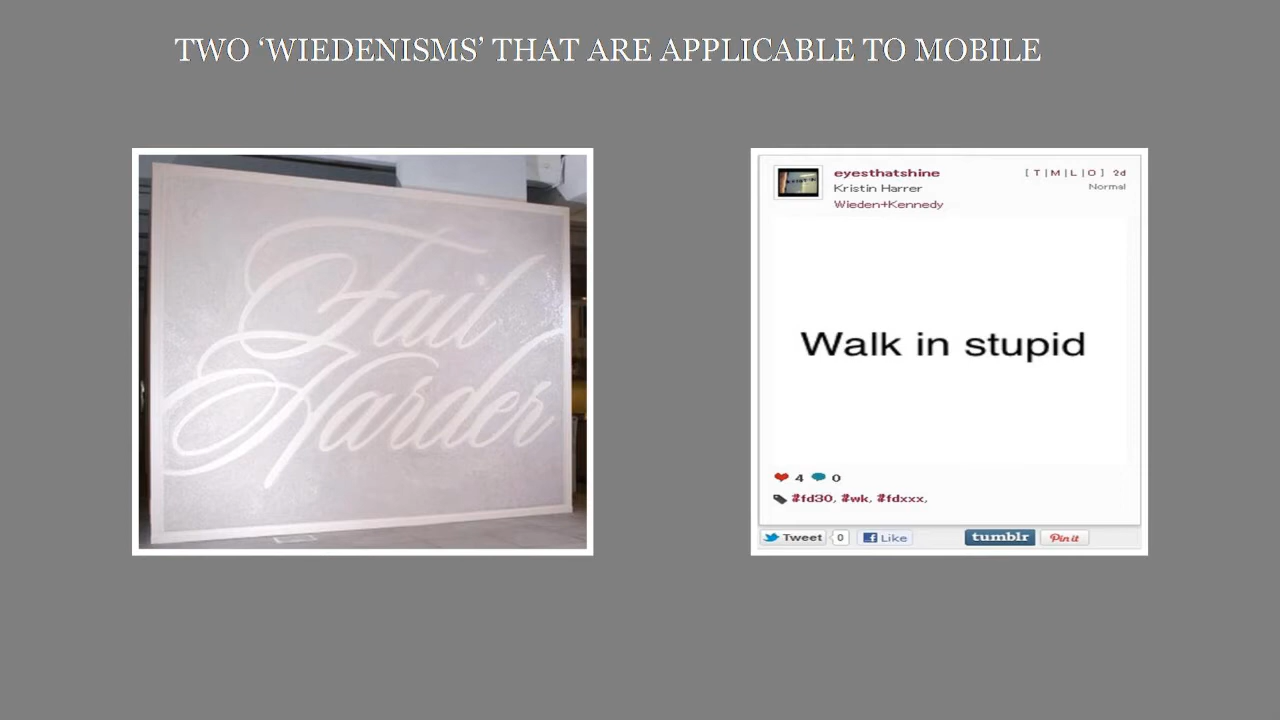 TWO ‘WIEDENISMS’ THAT ARE APPLICABLE TO MOBILE
Fail
Harder
eyesthatshine
[ T | M | L | O ] 2d
Kristin Harrer
Normal
Wieden+Kennedy
Walk in stupid
4 0
#fd30, #wk, #fdxxx,
Tweet 0 Like tumblr Pin it